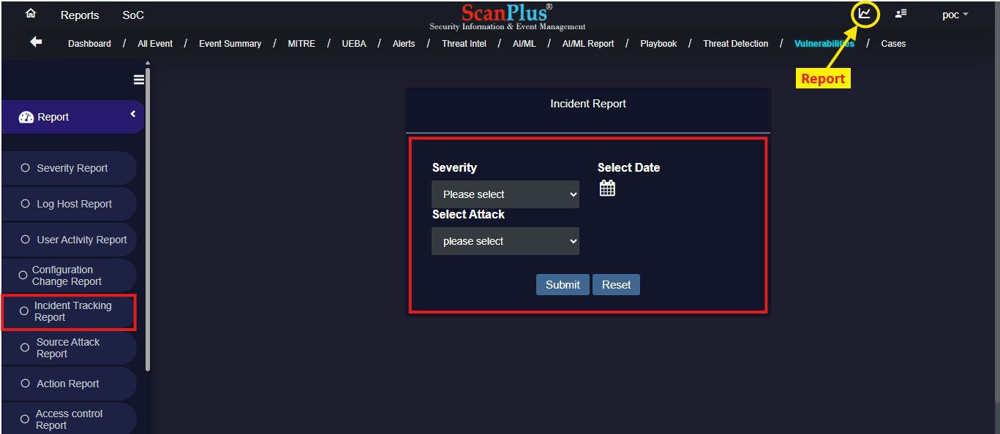 Reports SoC ScanPlus® poc
Security Information & Event Management
Dashboard / All Event / Event Summary / MITRE / UEBA / Alerts / Threat Intel / AI/ML / AI/ML Report / Playbook / Threat Detection / Vulnerabilities / Cases
Report
Report
Severity Report
Log Host Report
User Activity Report
Configuration
Change Report
Incident Tracking
Report
Source Attack
Report
Action Report
Access control
Report
Incident Report
Severity Select Date
Please select
Select Attack
please select
Submit Reset